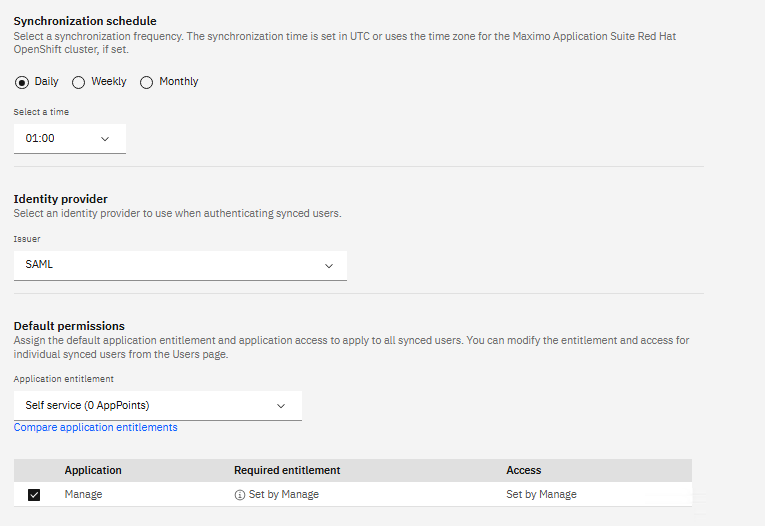 Synchronization schedule
Select a synchronization frequency. The synchronization time is set in UTC or uses the time zone for the Maximo Application Suite Red Hat
OpenShift cluster, if set.
Daily Weekly Monthly
Select a time
01:00
Identity provider
Select an identity provider to use when authenticating synced users.
Issuer
SAML
Default permissions
Assign the default application entitlement and application access to apply to all synced users. You can modify the entitlement and access for
individual synced users from the Users page.
Application entitlement
Self service (0 AppPoints)
Compare application entitlements
Application Required entitlement Access
Manage Set by Manage Set by Manage